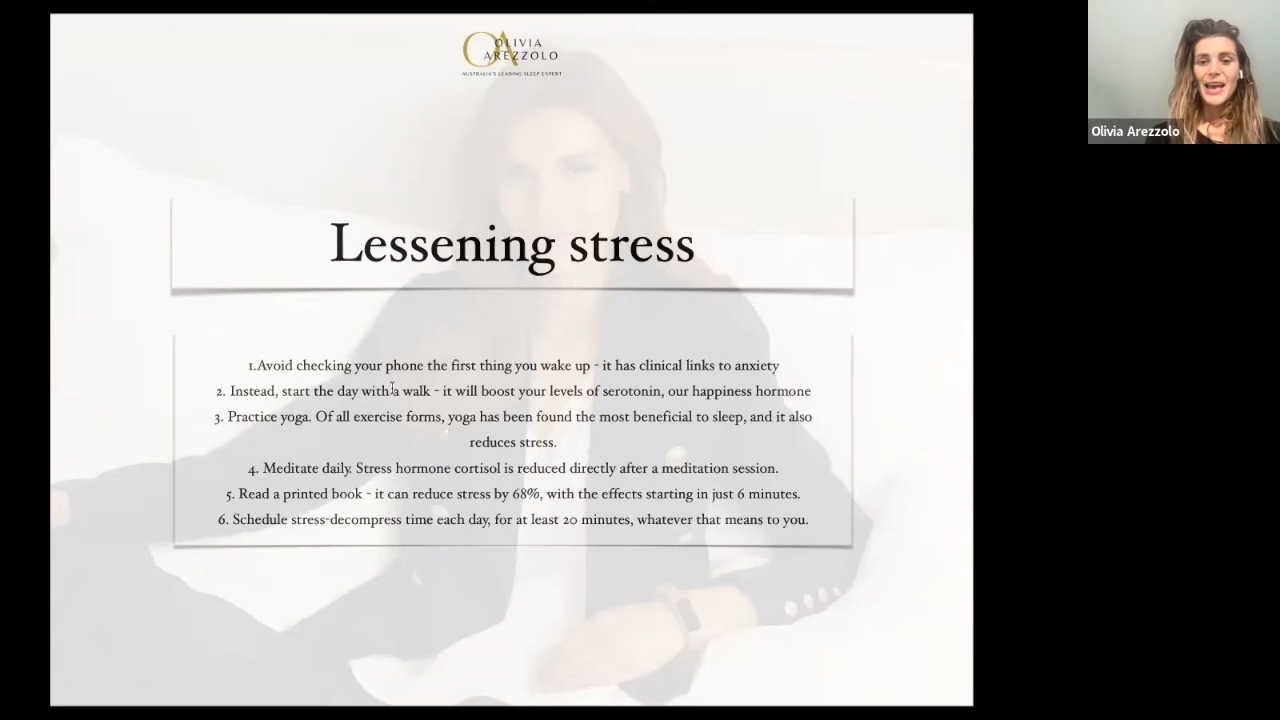 OA
OLIVIA
AREZZOLO
AUSTRALIA'S LEADING SLEEP EXPERT
Olivia Arezzolo
Lessening stress
1.Avoid checking your phone the first thing you wake up - it has clinical links to anxiety
2. Instead, start the day with a walk - it will boost your levels of serotonin, our happiness hormone
3. Practice yoga. Of all exercise forms, yoga has been found the most beneficial to sleep, and it also
reduces stress.
4. Meditate daily. Stress hormone cortisol is reduced directly after a meditation session.
5. Read a printed book - it can reduce stress by 68%, with the effects starting in just 6 minutes.
6. Schedule stress-decompress time each day, for at least 20 minutes, whatever that means to you.